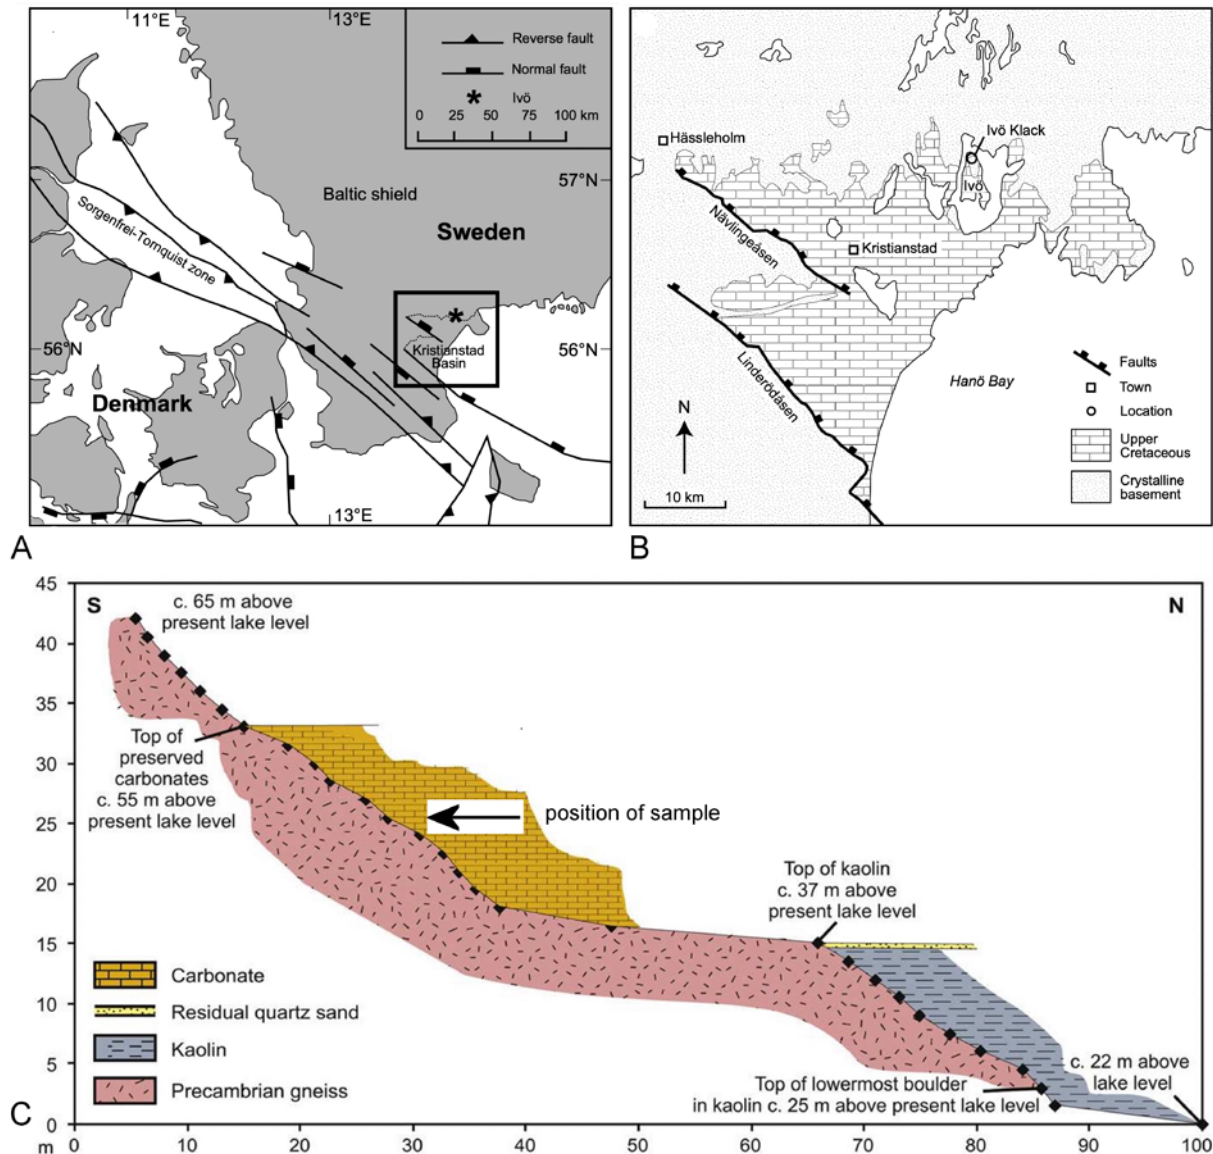 11°E
13°E
Reverse fault
Normal fault
Ivö
0 25 50 75 100 km
57°N
Baltic shield
Sweden
Sorgenfrei-Tornquist zone
56°N
56°N
Kristianstad
Basin
Denmark
13°E
A
Hässleholm
Ivö Klack
Ivö
Nävlingeåsen
Kristianstad
Linderödåsen
Hanö Bay
N
10 km
Faults
Town
Location
Upper
Cretaceous
Crystalline
basement
B
45
40
35
30
25
20
15
10
5
0
m
S
N
c. 65 m above
present lake level
Top of
preserved
carbonates
c. 55 m above
present lake level
position of sample
Top of kaolin
c. 37 m above
present lake level
Carbonate
Residual quartz sand
Kaolin
Precambrian gneiss
c. 22 m above
lake level
Top of lowermost boulder
in kaolin c. 25 m above present lake level
C
0 10 20 30 40 50 60 70 80 90 100